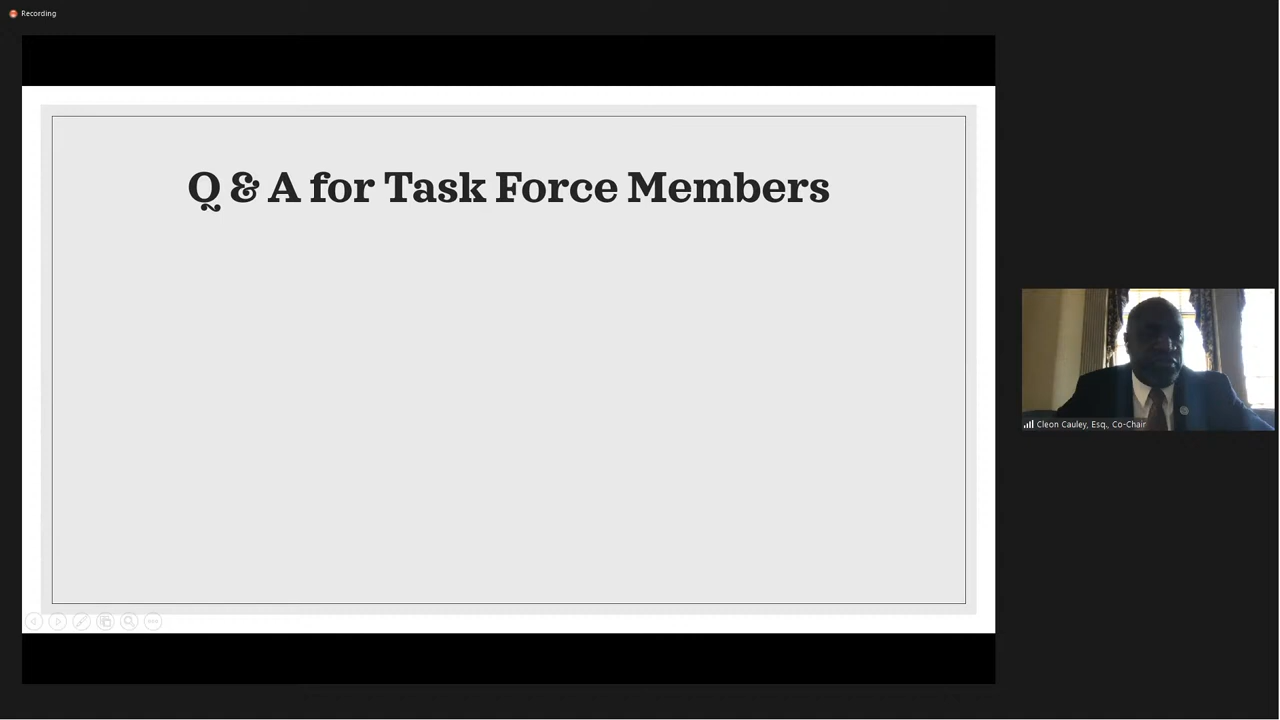 Recording
Q & A for Task Force Members
Cleon Cauley, Esq., Co-Chair